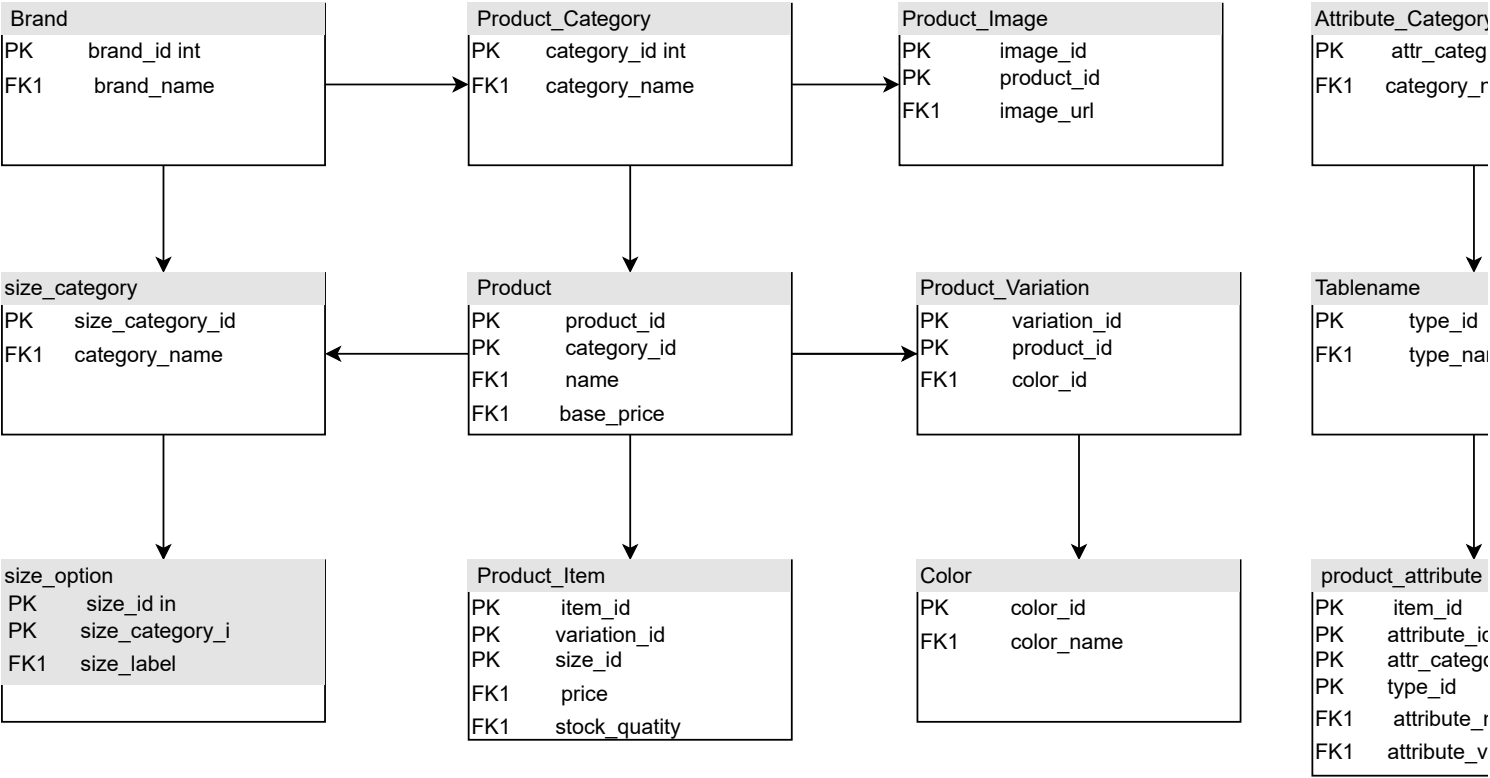 Brand
PK brand_id int
FK1 brand_name
Product_Category
PK category_id int
FK1 category_name
Product_Image
PK image_id
PK product_id
FK1 image_url
Attribute_Category
PK attr_categ
FK1 category_n
size_category
PK size_category_id
FK1 category_name
Product
PK product_id
PK category_id
FK1 name
FK1 base_price
Product_Variation
PK variation_id
PK product_id
FK1 color_id
Tablename
PK type_id
FK1 type_nar
size_option
PK size_id in
PK size_category_i
FK1 size_label
Product_Item
PK item_id
PK variation_id
PK size_id
FK1 price
FK1 stock_quatity
Color
PK color_id
FK1 color_name
product_attribute
PK item_id
PK attribute_id
PK attr_catego
PK type_id
FK1 attribute_n
FK1 attribute_v